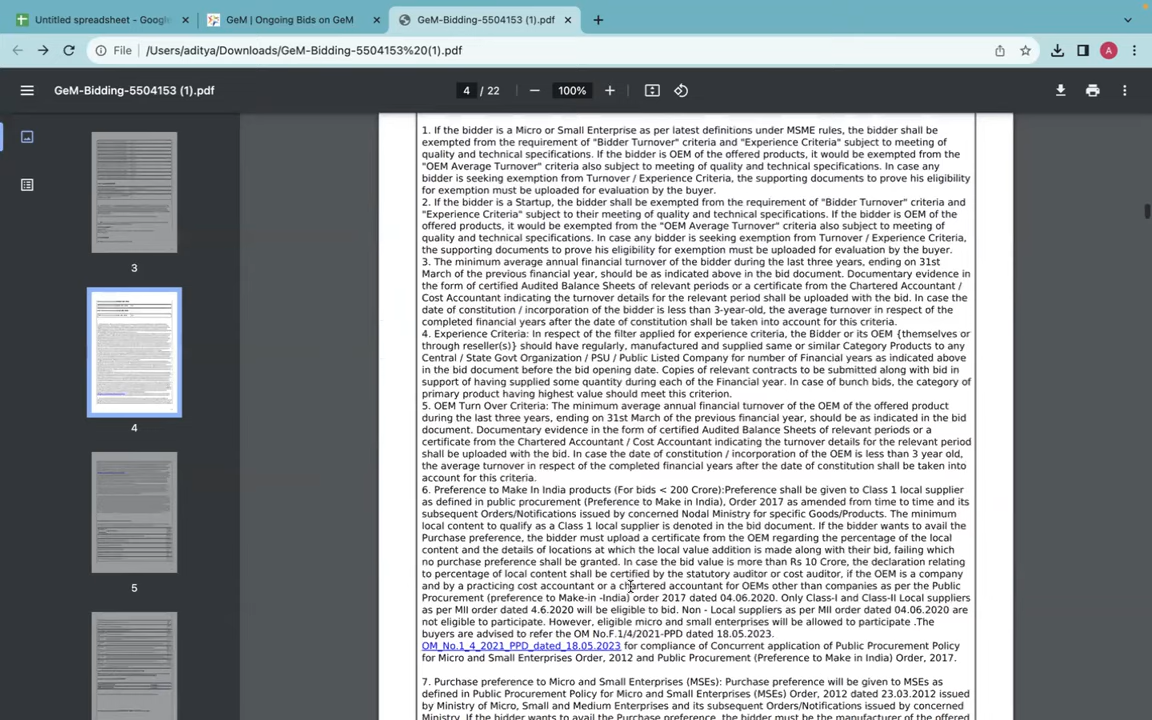 Untitled spreadsheet - Google
GeM | Ongoing Bids on GeM
GeM-Bidding-5504153 (1).pdf
File
/Users/aditya/Downloads/GeM-Bidding-5504153%20(1).pdf
A
GeM-Bidding-5504153 (1).pdf
4 / 22
100%
3
4
5
1. If the bidder is a Micro or Small Enterprise as per latest definitions under MSME rules, the bidder shall be
exempted from the requirement of "Bidder Turnover" criteria and "Experience Criteria" subject to meeting of
quality and technical specifications. If the bidder is OEM of the offered products, it would be exempted from the
"OEM Average Turnover" criteria also subject to meeting of quality and technical specifications. In case any
bidder is seeking exemption from Turnover / Experience Criteria, the supporting documents to prove his eligibility
for exemption must be uploaded for evaluation by the buyer.
2. If the bidder is a Startup, the bidder shall be exempted from the requirement of "Bidder Turnover" criteria and
"Experience Criteria" subject to their meeting of quality and technical specifications. If the bidder is OEM of the
offered products, it would be exempted from the "OEM Average Turnover" criteria also subject to meeting of
quality and technical specifications. In case any bidder is seeking exemption from Turnover / Experience Criteria,
the supporting documents to prove his eligibility for exemption must be uploaded for evaluation by the buyer.
3. The minimum average annual financial turnover of the bidder during the last three years, ending on 31st
March of the previous financial year, should be as indicated above in the bid document. Documentary evidence in
the form of certified Audited Balance Sheets of relevant periods or a certificate from the Chartered Accountant /
Cost Accountant indicating the turnover details for the relevant period shall be uploaded with the bid. In case the
date of constitution / incorporation of the bidder is less than 3-year-old, the average turnover in respect of the
completed financial years after the date of constitution shall be taken into account for this criteria.
4. Experience Criteria: In respect of the filter applied for experience criteria, the Bidder or its OEM {themselves or
through reseller(s)} should have regularly, manufactured and supplied same or similar Category Products to any
Central / State Govt Organization / PSU / Public Listed Company for number of Financial years as indicated above
in the bid document before the bid opening date. Copies of relevant contracts to be submitted along with bid in
support of having supplied some quantity during each of the Financial year. In case of bunch bids, the category of
primary product having highest value should meet this criterion.
5. OEM Turn Over Criteria: The minimum average annual financial turnover of the OEM of the offered product
during the last three years, ending on 31st March of the previous financial year, should be as indicated in the bid
document. Documentary evidence in the form of certified Audited Balance Sheets of relevant periods or a
certificate from the Chartered Accountant / Cost Accountant indicating the turnover details for the relevant period
shall be uploaded with the bid. In case the date of constitution / incorporation of the OEM is less than 3 year old,
the average turnover in respect of the completed financial years after the date of constitution shall be taken into
account for this criteria.
6. Preference to Make In India products (For bids < 200 Crore):Preference shall be given to Class 1 local supplier
as defined in public procurement (Preference to Make in India), Order 2017 as amended from time to time and its
subsequent Orders/Notifications issued by concerned Nodal Ministry for specific Goods/Products. The minimum
local content to qualify as a Class 1 local supplier is denoted in the bid document. If the bidder wants to avail the
Purchase preference, the bidder must upload a certificate from the OEM regarding the percentage of the local
content and the details of locations at which the local value addition is made along with their bid, failing which
no purchase preference shall be granted. In case the bid value is more than Rs 10 Crore, the declaration relating
to percentage of local content shall be certified by the statutory auditor or cost auditor, if the OEM is a company
and by a practicing cost accountant or a chartered accountant for OEMs other than companies as per the Public
Procurement (preference to Make-in -India) order 2017 dated 04.06.2020. Only Class-I and Class-II Local suppliers
as per MII order dated 4.6.2020 will be eligible to bid. Non - Local suppliers as per MII order dated 04.06.2020 are
not eligible to participate. However, eligible micro and small enterprises will be allowed to participate .The
buyers are advised to refer the OM No.F.1/4/2021-PPD dated 18.05.2023.
OM_No.1_4_2021_PPD_dated_18.05.2023 for compliance of Concurrent application of Public Procurement Policy
for Micro and Small Enterprises Order, 2012 and Public Procurement (Preference to Make in India) Order, 2017.
7. Purchase preference to Micro and Small Enterprises (MSEs): Purchase preference will be given to MSEs as
defined in Public Procurement Policy for Micro and Small Enterprises (MSEs) Order, 2012 dated 23.03.2012 issued
by Ministry of Micro, Small and Medium Enterprises and its subsequent Orders/Notifications issued by concerned
Ministry. If the bidder wants to avail the Purchase preference, the bidder must be the manufacturer of the offered